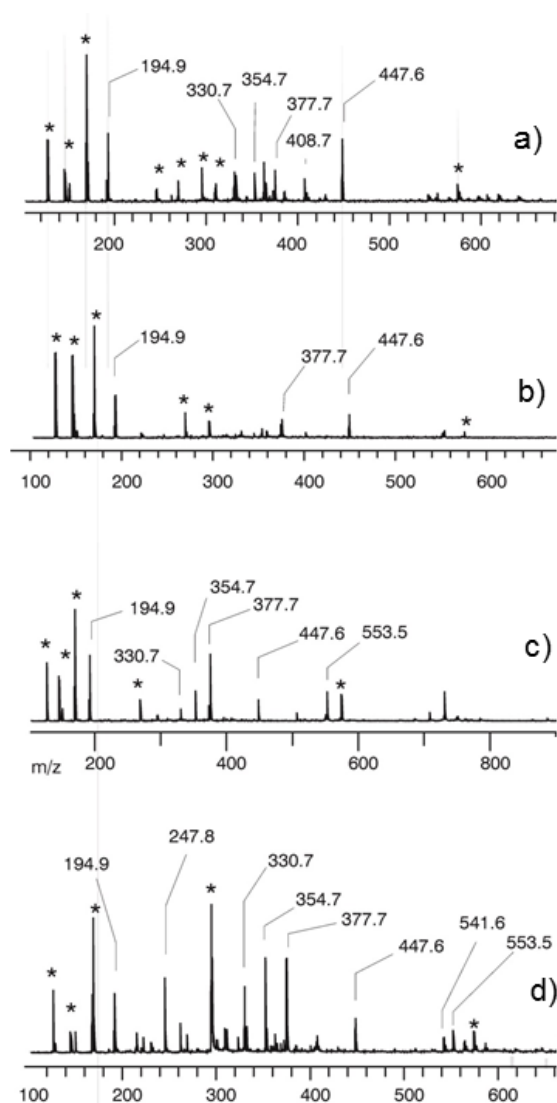 * * * 194.9 * * * * 330.7 354.7 377.7 408.7 447.6 * a)
200 300 400 500 600
* * * 194.9 * * 377.7 447.6 * b)
100 200 300 400 500 600
* * * 194.9 * 330.7 354.7 377.7 447.6 553.5 * c)
m/z 200 400 600 800
* * * 194.9 247.8 * 330.7 354.7 377.7 447.6 541.6 553.5 * d)
100 200 300 400 500 600